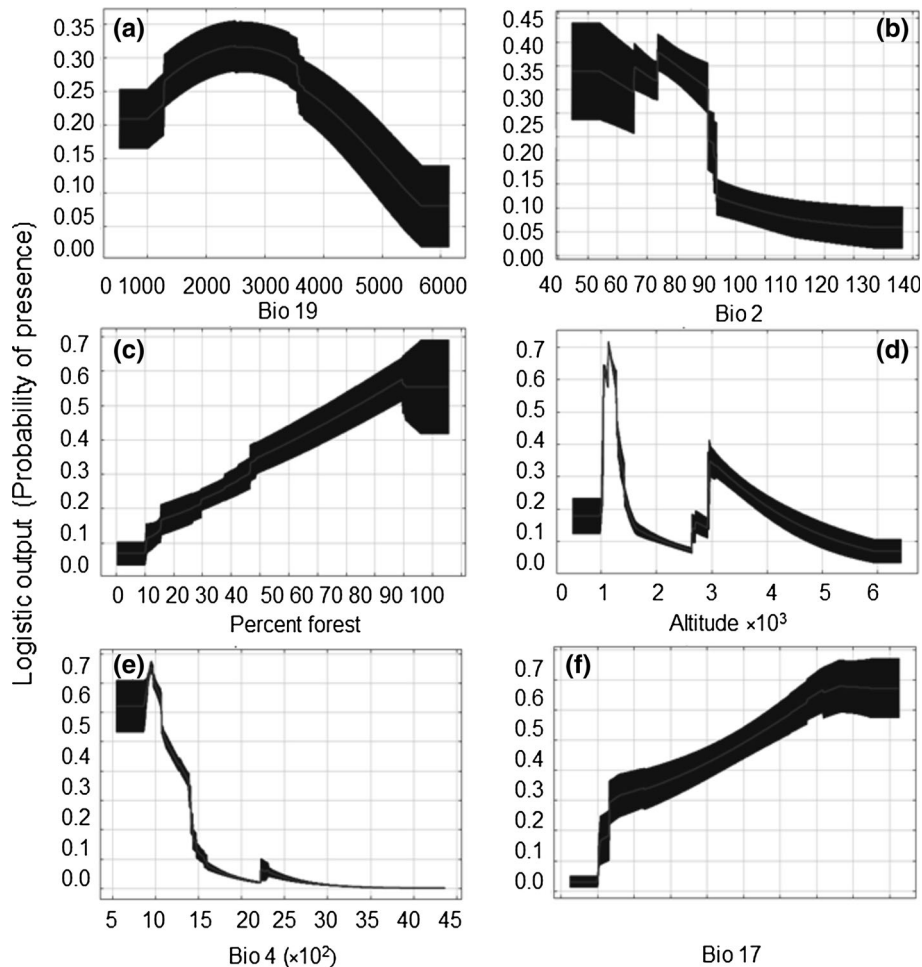 Logistic output (Probability of presence)
(a)
0.35
0.30
0.25
0.20
0.15
0.10
0.05
0.00
0 1000 2000 3000 4000 5000 6000
Bio 19
(b)
0.45
0.40
0.35
0.30
0.25
0.20
0.15
0.10
0.05
0.00
40 50 60 70 80 90 100 110 120 130 140
Bio 2
(c)
0.7
0.6
0.5
0.4
0.3
0.2
0.1
0.0
0 10 20 30 40 50 60 70 80 90 100
Percent forest
(d)
0.7
0.6
0.5
0.4
0.3
0.2
0.1
0.0
0 1 2 3 4 5 6
Altitude ×10³
(e)
0.7
0.6
0.5
0.4
0.3
0.2
0.1
0.0
5 10 15 20 22 30 35 40 45
Bio 4 (×10²)
(f)
0.7
0.6
0.5
0.4
0.3
0.2
0.1
0.0
Bio 17